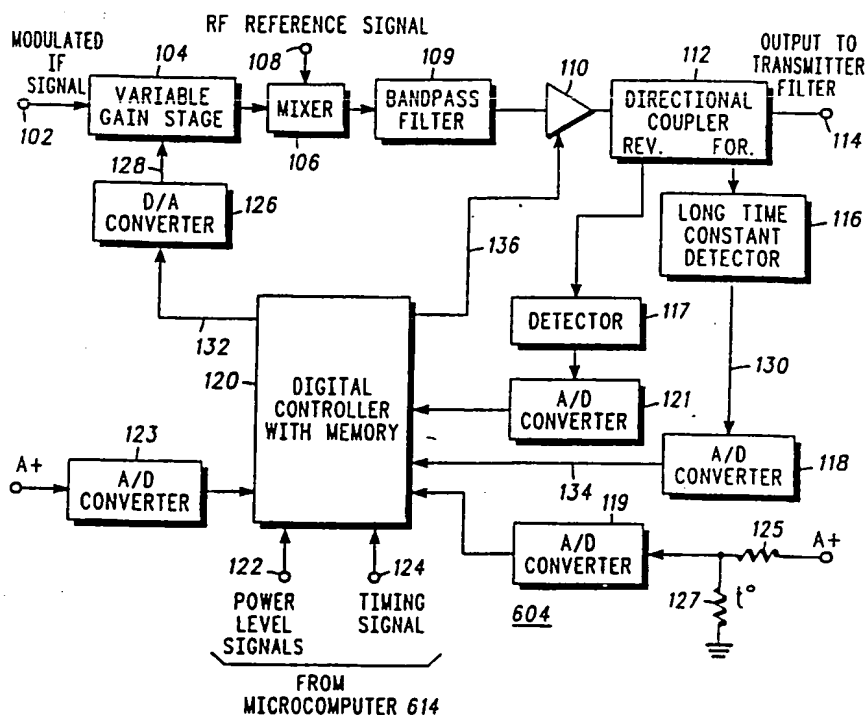 RF REFERENCE SIGNAL
MODULATED
IF
SIGNAL
104
108
109
110
112
OUTPUT TO
TRANSMITTER
FILTER
VARIABLE
GAIN STAGE
MIXER
BANDPASS
FILTER
DIRECTIONAL
COUPLER
REV. FOR.
102
106
114
128
D/A
CONVERTER
126
136
LONG TIME
CONSTANT
DETECTOR
116
132
DETECTOR
117
130
120
DIGITAL
CONTROLLER
WITH MEMORY
A/D
CONVERTER
121
123
A+
A/D
CONVERTER
134
A/D
CONVERTER
118
119
A/D
CONVERTER
125
A+
122
124
127
t°
POWER
LEVEL
SIGNALS
TIMING
SIGNAL
604
FROM
MICROCOMPUTER 614